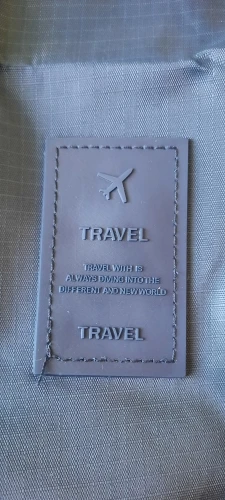 TRAVEL
TRAVEL WITH IS
ALWAYS DIVING INTO THE
DIFFERENT AND NEW WORLD
TRAVEL